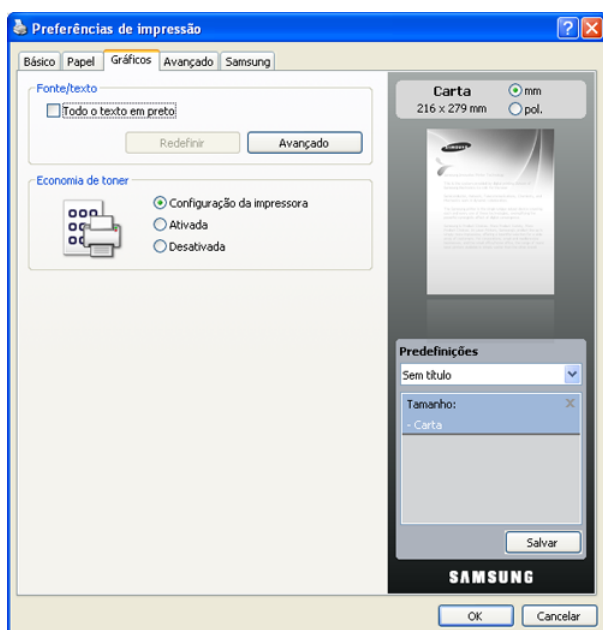 Preferências de impressão
Básico Papel Gráficos Avançado Samsung
Fonte/texto
Todo o texto em preto
Redefinir Avançado
Economia de toner
Configuração da impressora
Ativada
Desativada
Carta
216 x 279 mm
mm
pol.
SAMSUNG
Predefinições
Sem título
Tamanho:
- Carta
Salvar
SAMSUNG
OK Cancelar